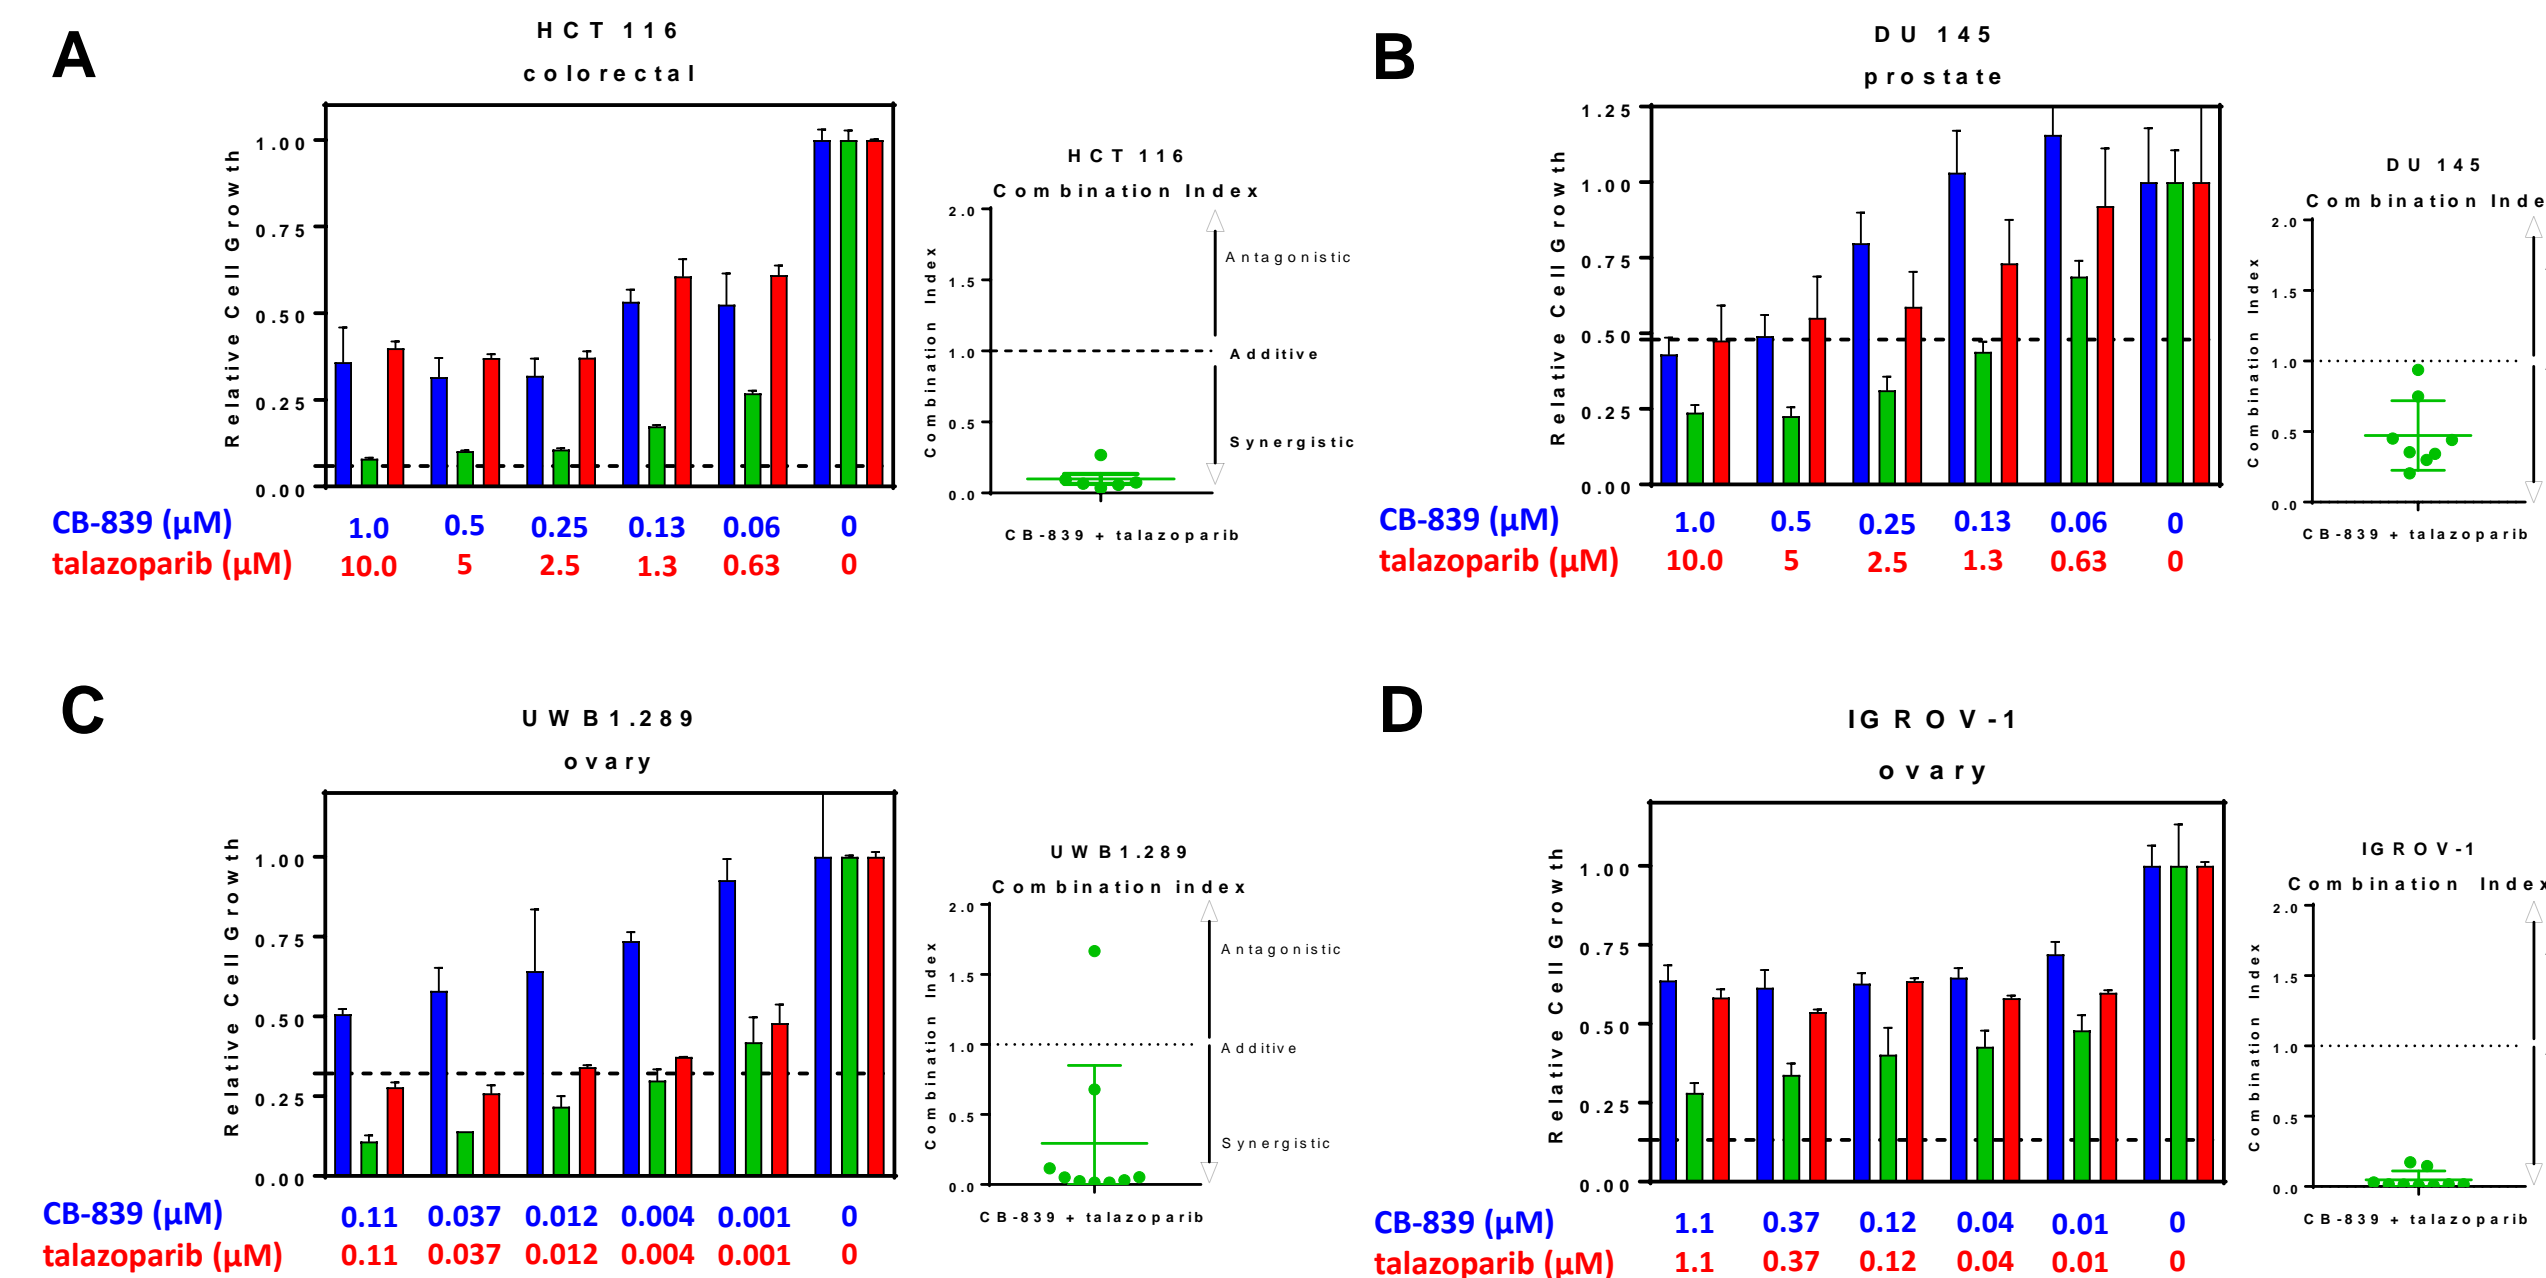 A
HCT 116
colorectal
Relative Cell Growth
1.00
0.75
0.50
0.25
0.00
CB-839 (µM)
1.0 0.5 0.25 0.13 0.06 0
talazoparib (µM)
10.0 5 2.5 1.3 0.63 0
HCT 116
Combination Index
Combination Index
2.0
1.5
1.0
0.5
0.0
Antagonistic
Additive
Synergistic
CB-839 + talazoparib
B
DU 145
prostate
Relative Cell Growth
1.25
1.00
0.75
0.50
0.25
0.00
CB-839 (µM)
1.0 0.5 0.25 0.13 0.06 0
talazoparib (µM)
10.0 5 2.5 1.3 0.63 0
DU 145
Combination Inde
Combination Index
2.0
1.5
1.0
0.5
0.0
CB-839 + talazoparib
C
UWB1.289
ovary
Relative Cell Growth
1.00
0.75
0.50
0.25
0.00
CB-839 (µM)
0.11 0.037 0.012 0.004 0.001 0
talazoparib (µM)
0.11 0.037 0.012 0.004 0.001 0
UWB1.289
Combination index
Combination Index
2.0
1.5
1.0
0.5
0.0
Antagonistic
Additive
Synergistic
CB-839 + talazoparib
D
IGROV-1
ovary
Relative Cell Growth
1.00
0.75
0.50
0.25
0.00
CB-839 (µM)
1.1 0.37 0.12 0.04 0.01 0
talazoparib (µM)
1.1 0.37 0.12 0.04 0.01 0
IGROV-1
Combination Index
Combination Index
2.0
1.5
1.0
0.5
0.0
CB-839 + talazoparib